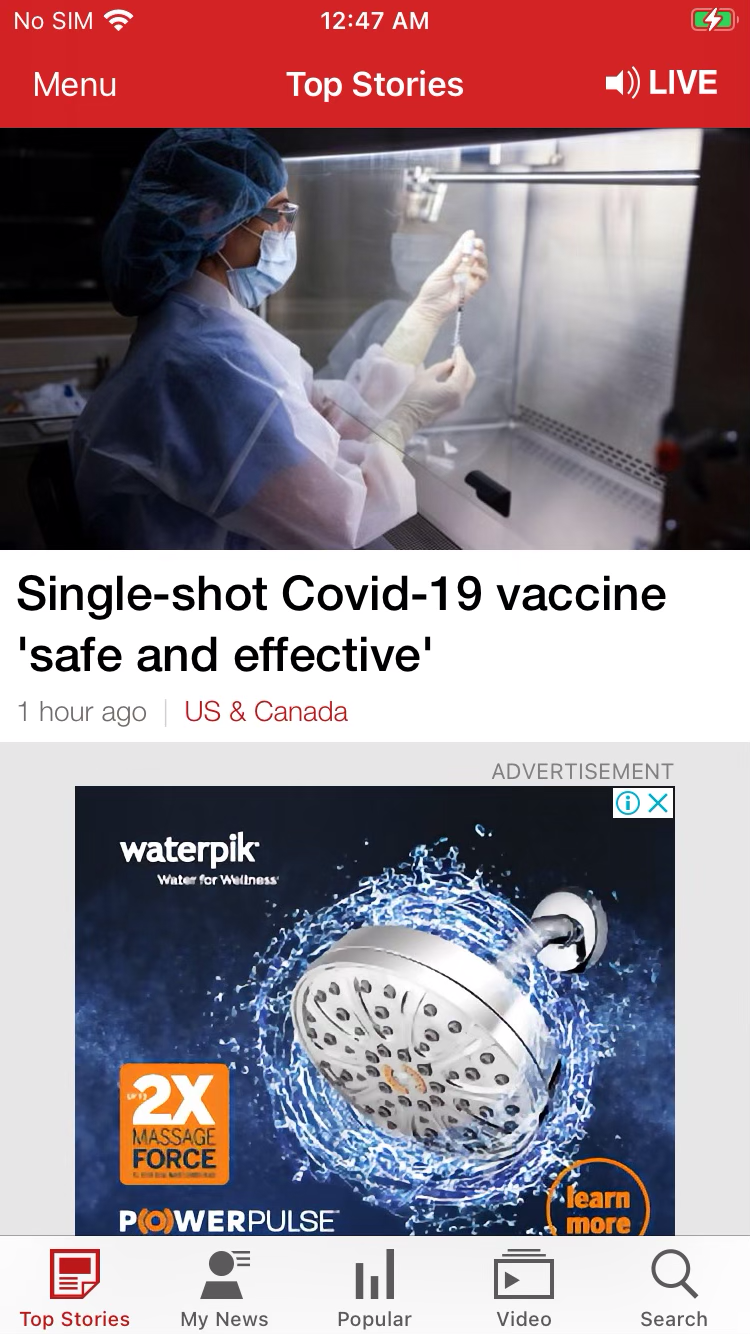 No SIM 12:47 AM
Menu Top Stories LIVE
Single-shot Covid-19 vaccine
'safe and effective'
1 hour ago US & Canada
ADVERTISEMENT
waterpik
Water for Wellness
UP TO
2X
MASSAGE
FORCE
POWERPULSE
learn
more
Top Stories My News Popular Video Search